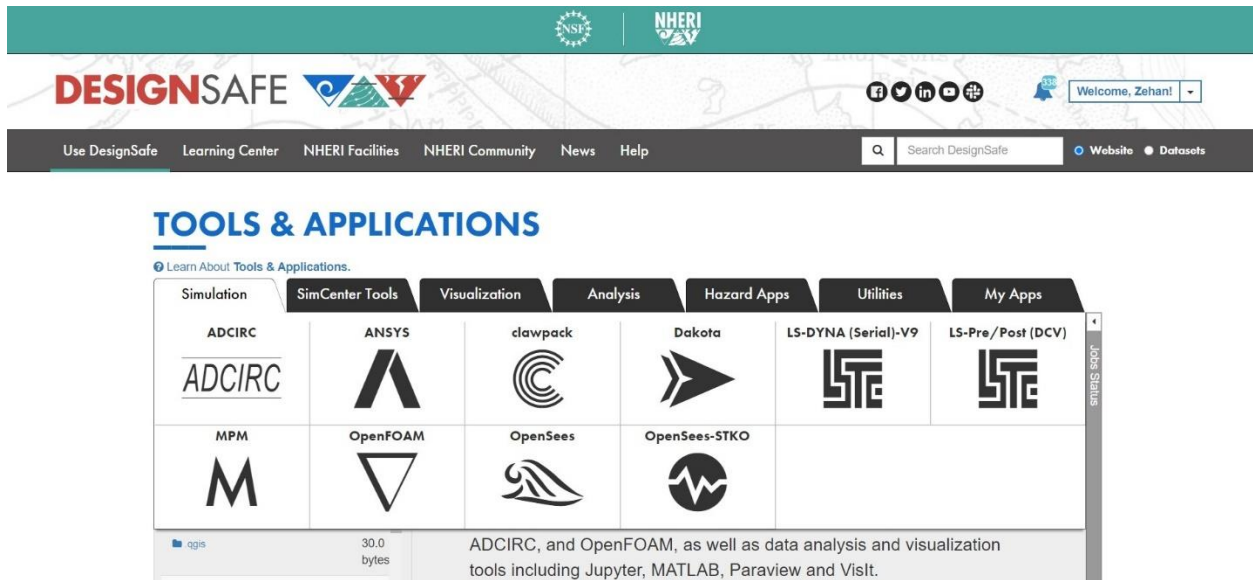 NSF NHERI
DESIGNSAFE
338
Welcome, Zehan!
Use DesignSafe Learning Center NHERI Facilities NHERI Community News Help Search DesignSafe Website Datasets
TOOLS & APPLICATIONS
Learn About Tools & Applications.
Simulation SimCenter Tools Visualization Analysis Hazard Apps Utilities My Apps
ADCIRC ANSYS clawpack Dakota LS-DYNA (Serial)-V9 LS-Pre/Post (DCV)
ADCIRC
Jobs Status
MPM OpenFOAM OpenSees OpenSees-STKO
M
.qgis 30.0 bytes
ADCIRC, and OpenFOAM, as well as data analysis and visualization
tools including Jupyter, MATLAB, Paraview and VisIt.